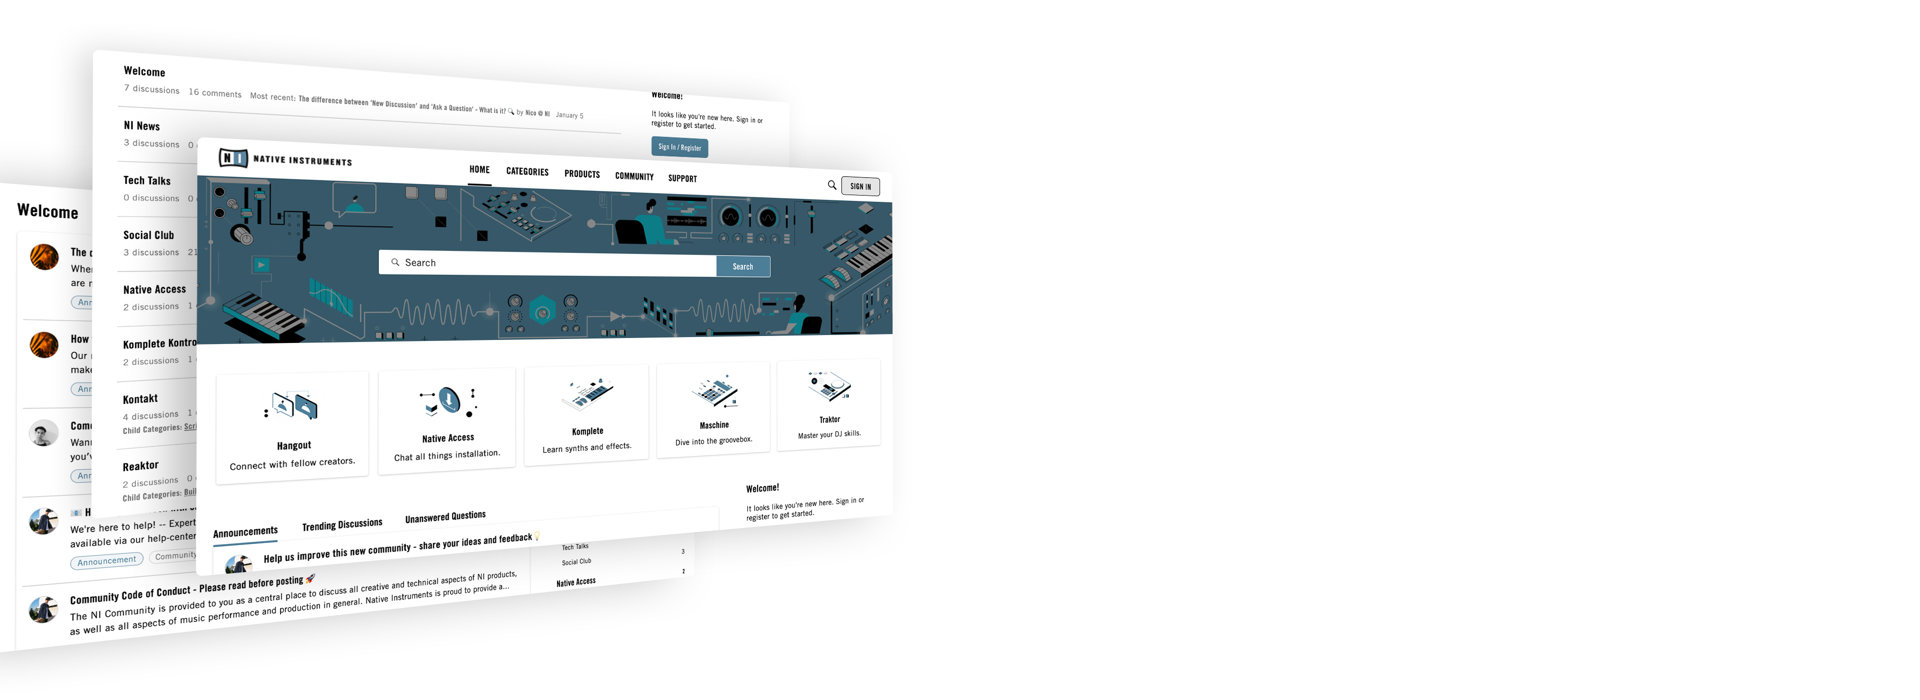 Welcome
7 discussions 16 comments Most recent: The difference between 'New Discussion' and 'Ask a Question' - What is it? 🔍 by Nico @ NI January 5
NI News
3 discussions 0
Tech Talks
0 discussions 0
Social Club
3 discussions 21
Native Access
2 discussions 1
Komplete Kontro
2 discussions 1
Kontakt
4 discussions 1
Child Categories: Scri
Reaktor
2 discussions 0
Child Categories: Buil
Welcome!
It looks like you're new here. Sign in or
register to get started.
Sign In / Register
Welcome
The d
Wher
are n
Ann
How
Our
make
Ann
Come
Wann
you'v
Ann
H
We're here to help! -- Expert
available via our help-center
Announcement Community
Community Code of Conduct - Please read before posting 🚀
The NI Community is provided to you as a central place to discuss all creative and technical aspects of NI products,
as well as all aspects of music performance and production in general. Native Instruments is proud to provide a...
NI NATIVE INSTRUMENTS
HOME CATEGORIES PRODUCTS COMMUNITY SUPPORT
SIGN IN
Search
Search
Hangout
Connect with fellow creators.
Native Access
Chat all things installation.
Komplete
Learn synths and effects.
Maschine
Dive into the groovebox.
Traktor
Master your DJ skills.
Announcements Trending Discussions Unanswered Questions
Help us improve this new community - share your ideas and feedback💡
Welcome!
It looks like you're new here. Sign in or
register to get started.
Tech Talks 3
Social Club
Native Access 2